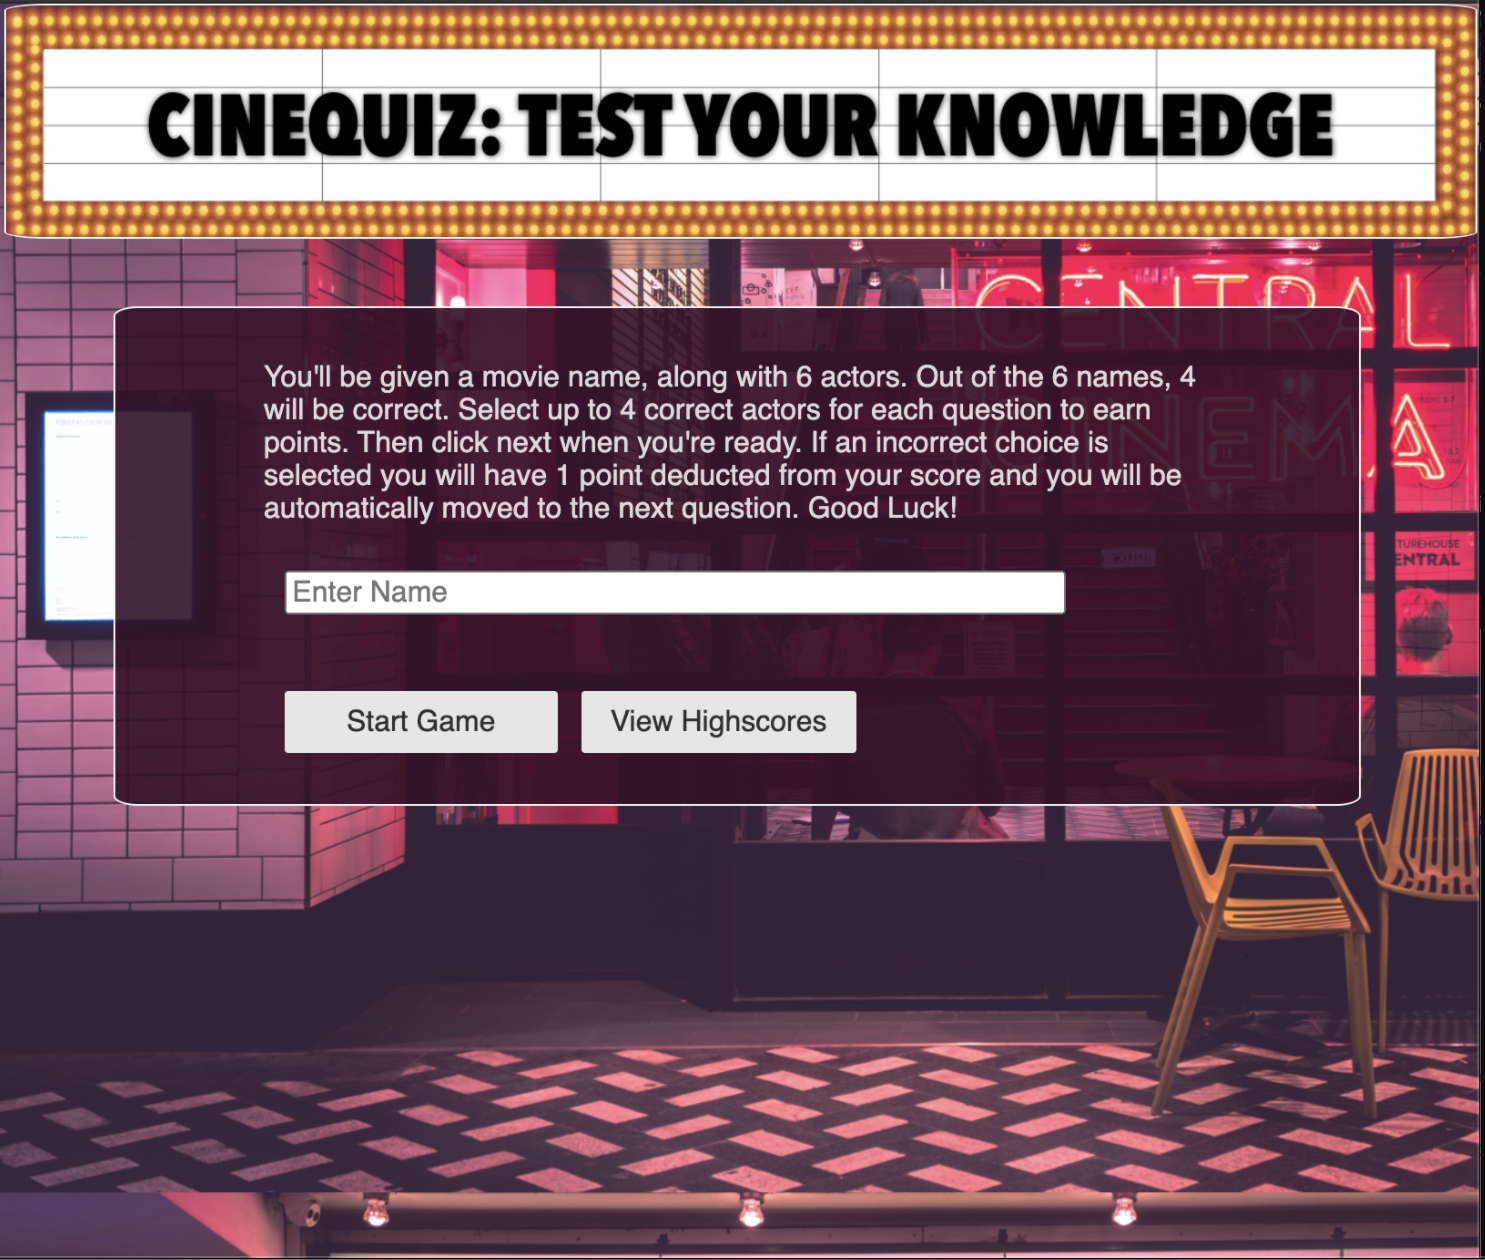 CINEQUIZ: TEST YOUR KNOWLEDGE
CENTRAL
You'll be given a movie name, along with 6 actors. Out of the 6 names, 4
will be correct. Select up to 4 correct actors for each question to earn
points. Then click next when you're ready. If an incorrect choice is
selected you will have 1 point deducted from your score and you will be
automatically moved to the next question. Good Luck!
CINEMA
TUREHOUSE
ENTRAL
Enter Name
Start Game
View Highscores